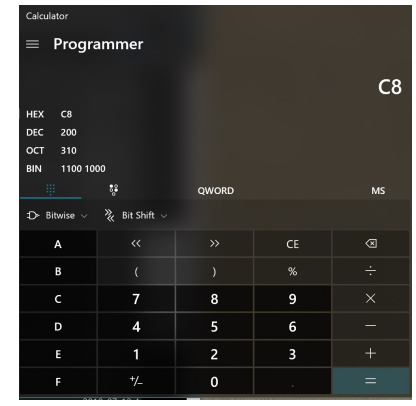 Calculator
Programmer
C8
HEX C8
DEC 200
OCT 310
BIN 1100 1000
QWORD MS
Bitwise Bit Shift
A << >> CE
B ( ) % ÷
C 7 8 9 ×
D 4 5 6 −
E 1 2 3 +
F +/− 0 . =